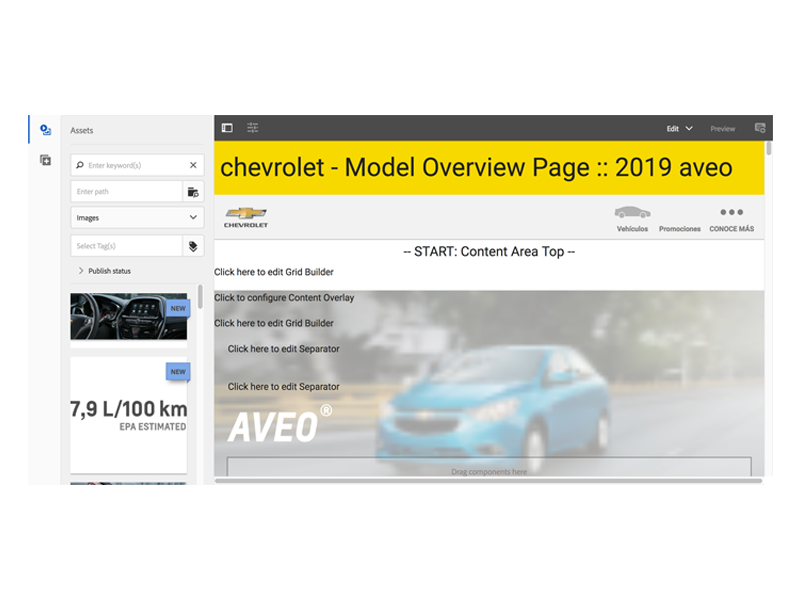 Assets
Enter keyword(s)
Enter path
Images
Select Tag(s)
Publish status
NEW
NEW
7,9 L/100 km
EPA ESTIMATED
Edit
Preview
chevrolet - Model Overview Page :: 2019 aveo
CHEVROLET
Vehículos
Promociones
CONOCE MÁS
-- START: Content Area Top --
Click here to edit Grid Builder
Click to configure Content Overlay
Click here to edit Grid Builder
Click here to edit Separator
Click here to edit Separator
AVEO®
Drag components here